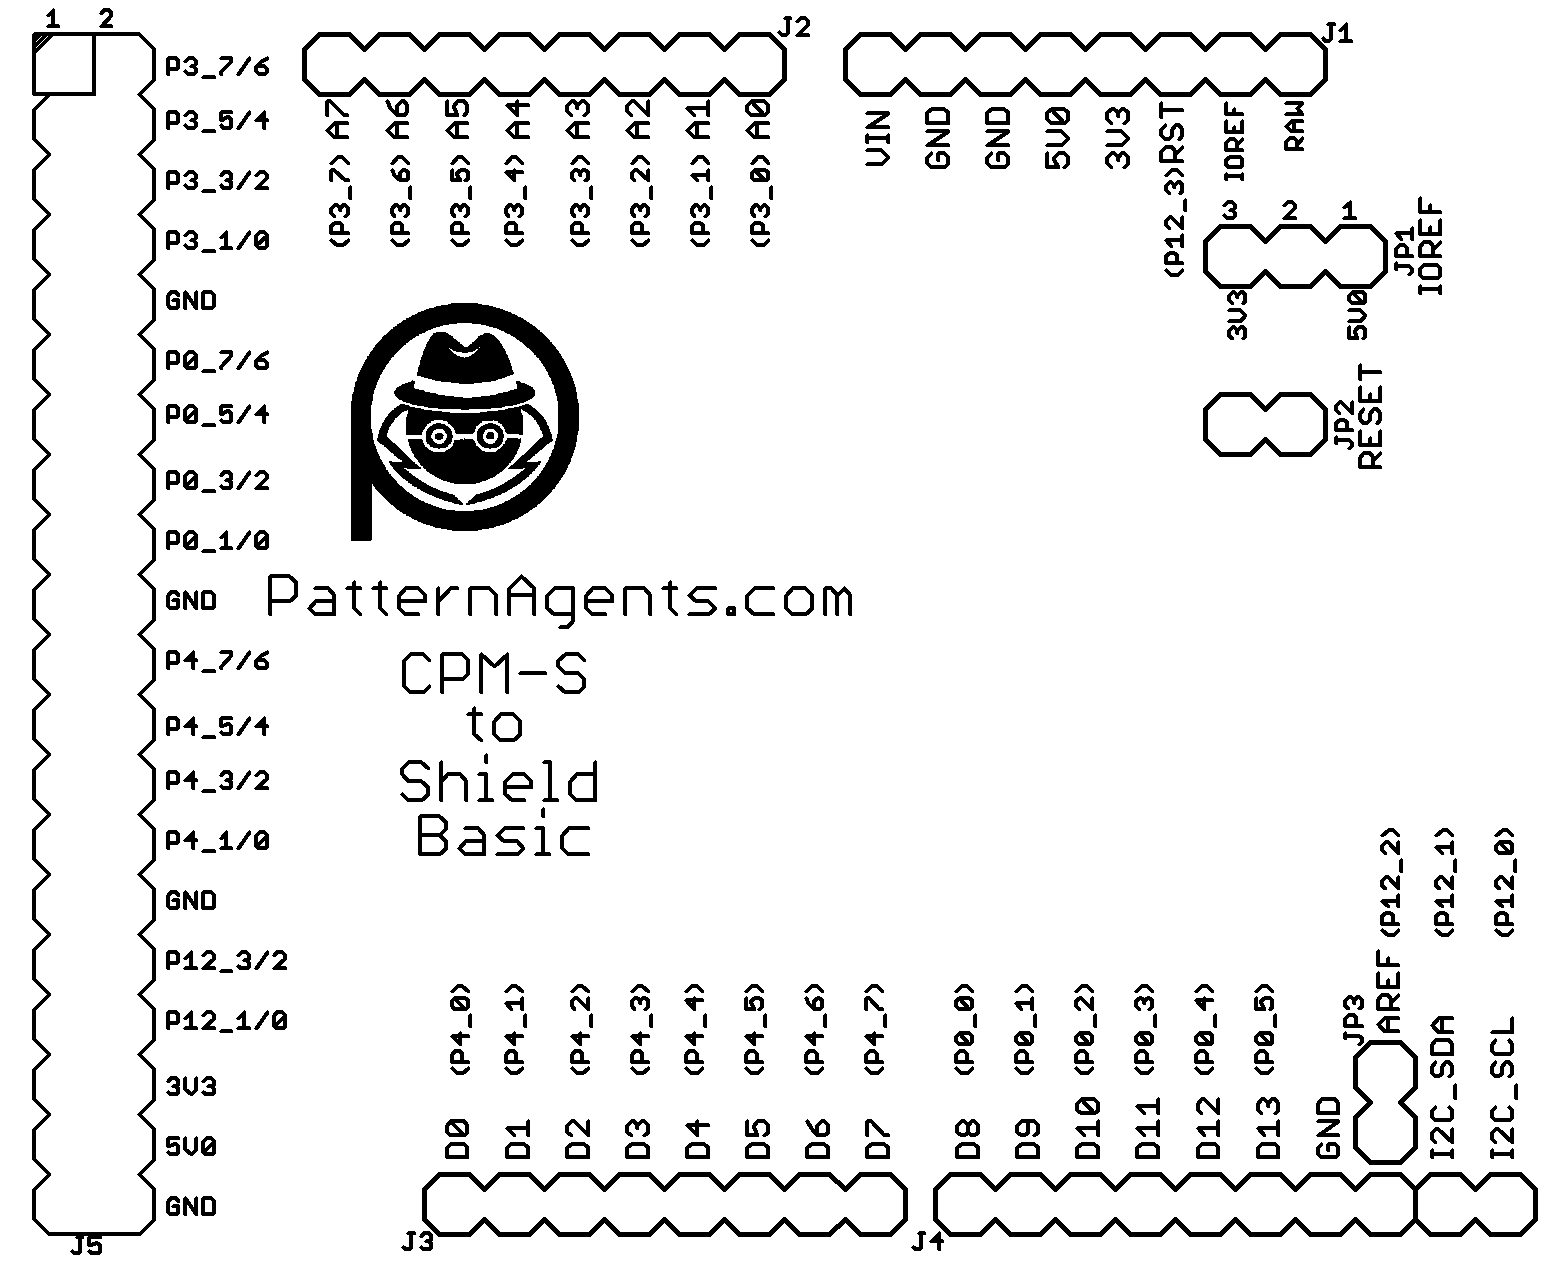 1 2
P3_7/6
P3_5/4
P3_3/2
P3_1/0
GND
P0_7/6
P0_5/4
P0_3/2
P0_1/0
GND
P4_7/6
P4_5/4
P4_3/2
P4_1/0
GND
P12_3/2
P12_1/0
3V3
5V0
GND
J5
J2
(P3_7) A7
(P3_6) A6
(P3_5) A5
(P3_4) A4
(P3_3) A3
(P3_2) A2
(P3_1) A1
(P3_0) A0
J1
VIN
GND
GND
5V0
3V3
(P12_3)RST
IOREF
RAW
3 2 1
JP1
IOREF
3V3
5V0
JP2
RESET
PatternAgents.com
CPM-S
to
Shield
Basic
D0 (P4_0)
D1 (P4_1)
D2 (P4_2)
D3 (P4_3)
D4 (P4_4)
D5 (P4_5)
D6 (P4_6)
D7 (P4_7)
J3
D8 (P0_0)
D9 (P0_1)
D10 (P0_2)
D11 (P0_3)
D12 (P0_4)
D13 (P0_5)
GND
JP3
AREF (P12_2)
I2C_SDA (P12_1)
I2C_SCL (P12_0)
J4